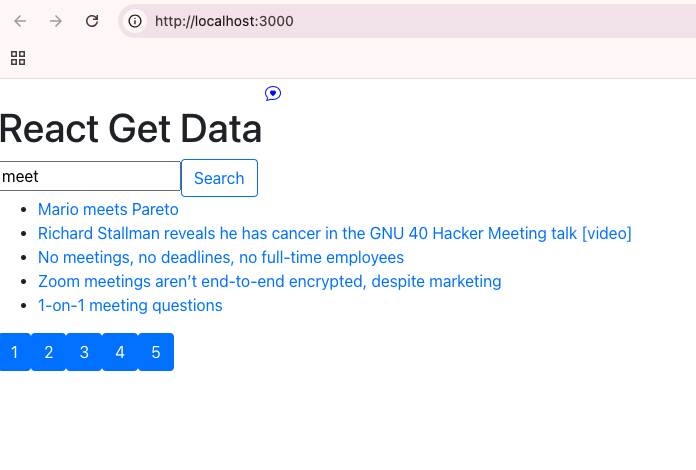 http://localhost:3000
React Get Data
meet Search
Mario meets Pareto
Richard Stallman reveals he has cancer in the GNU 40 Hacker Meeting talk [video]
No meetings, no deadlines, no full-time employees
Zoom meetings aren’t end-to-end encrypted, despite marketing
1-on-1 meeting questions
1 2 3 4 5